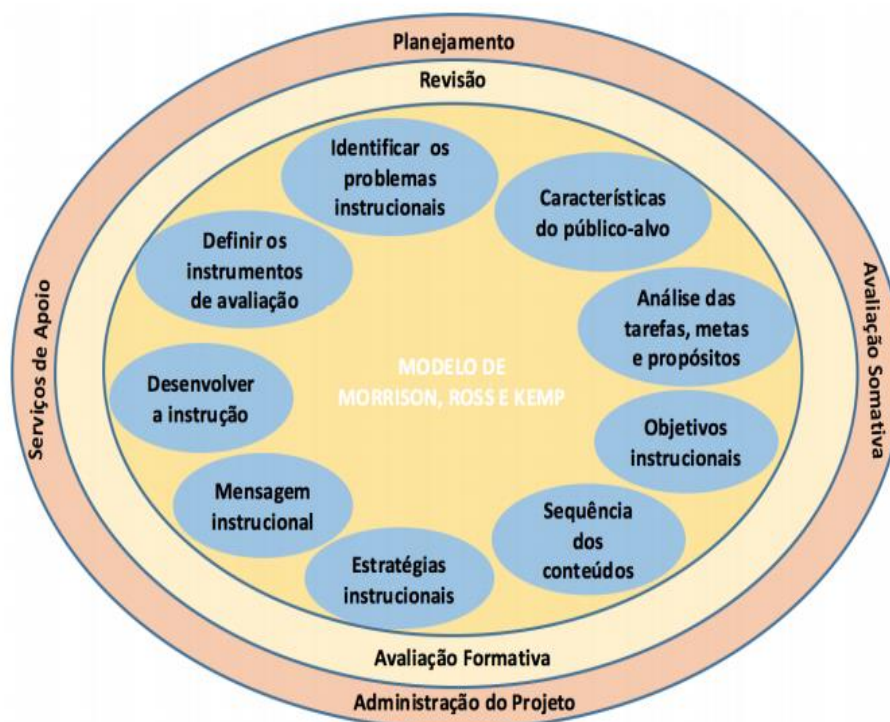 Planejamento
Revisão
Identificar os
problemas
instrucionais
Característícas
do público-alvo
Definir os
instrumentos
de avaliação
Análise das
tarefas, metas
e propósitos
Serviços de Apoio
Avaliação Somativa
MODELO DE
MORRISON, ROSS E KEMP
Desenvolver
a instrução
Objetivos
instrucionais
Mensagem
instrucional
Sequência
dos
conteúdos
Estratégias
instrucionais
Avaliação Formativa
Administração do Projeto